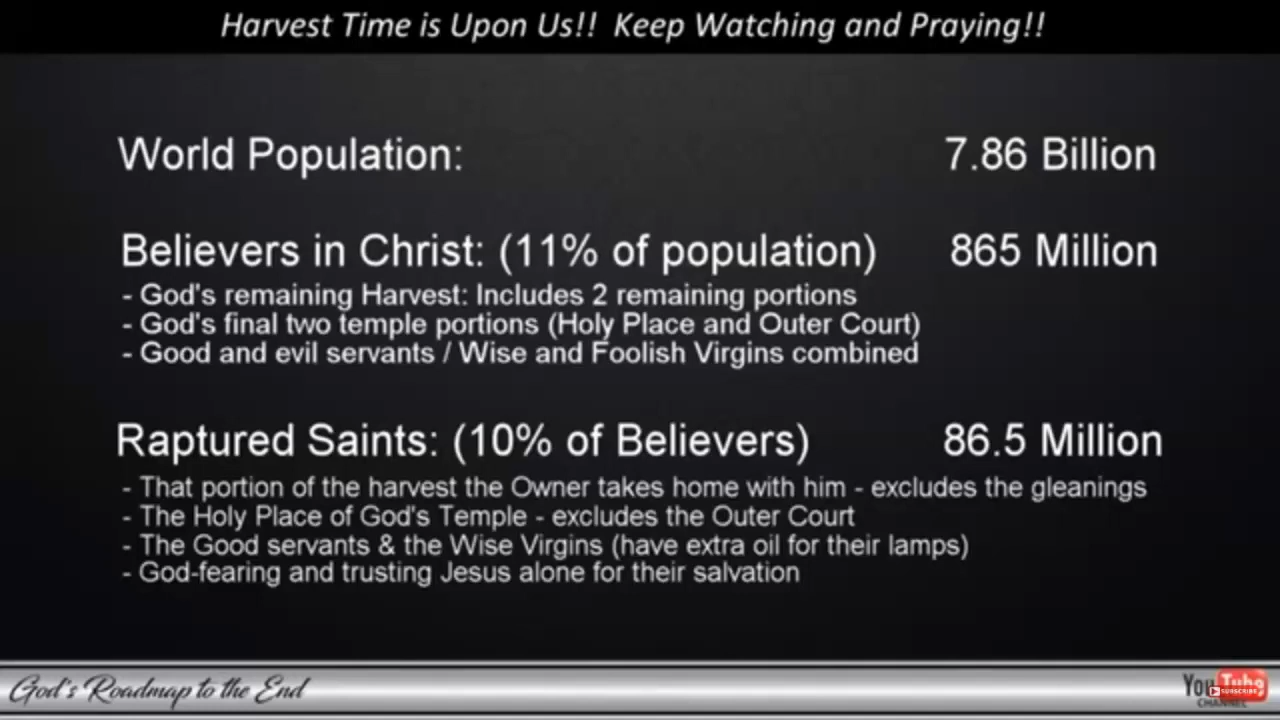 Harvest Time is Upon Us!! Keep Watching and Praying!!
World Population: 7.86 Billion
Believers in Christ: (11% of population) 865 Million
- God's remaining Harvest: Includes 2 remaining portions
- God's final two temple portions (Holy Place and Outer Court)
- Good and evil servants / Wise and Foolish Virgins combined
Raptured Saints: (10% of Believers) 86.5 Million
- That portion of the harvest the Owner takes home with him - excludes the gleanings
- The Holy Place of God's Temple - excludes the Outer Court
- The Good servants & the Wise Virgins (have extra oil for their lamps)
- God-fearing and trusting Jesus alone for their salvation
God's Roadmap to the End
YouTube
SUBSCRIBE
CHANNEL